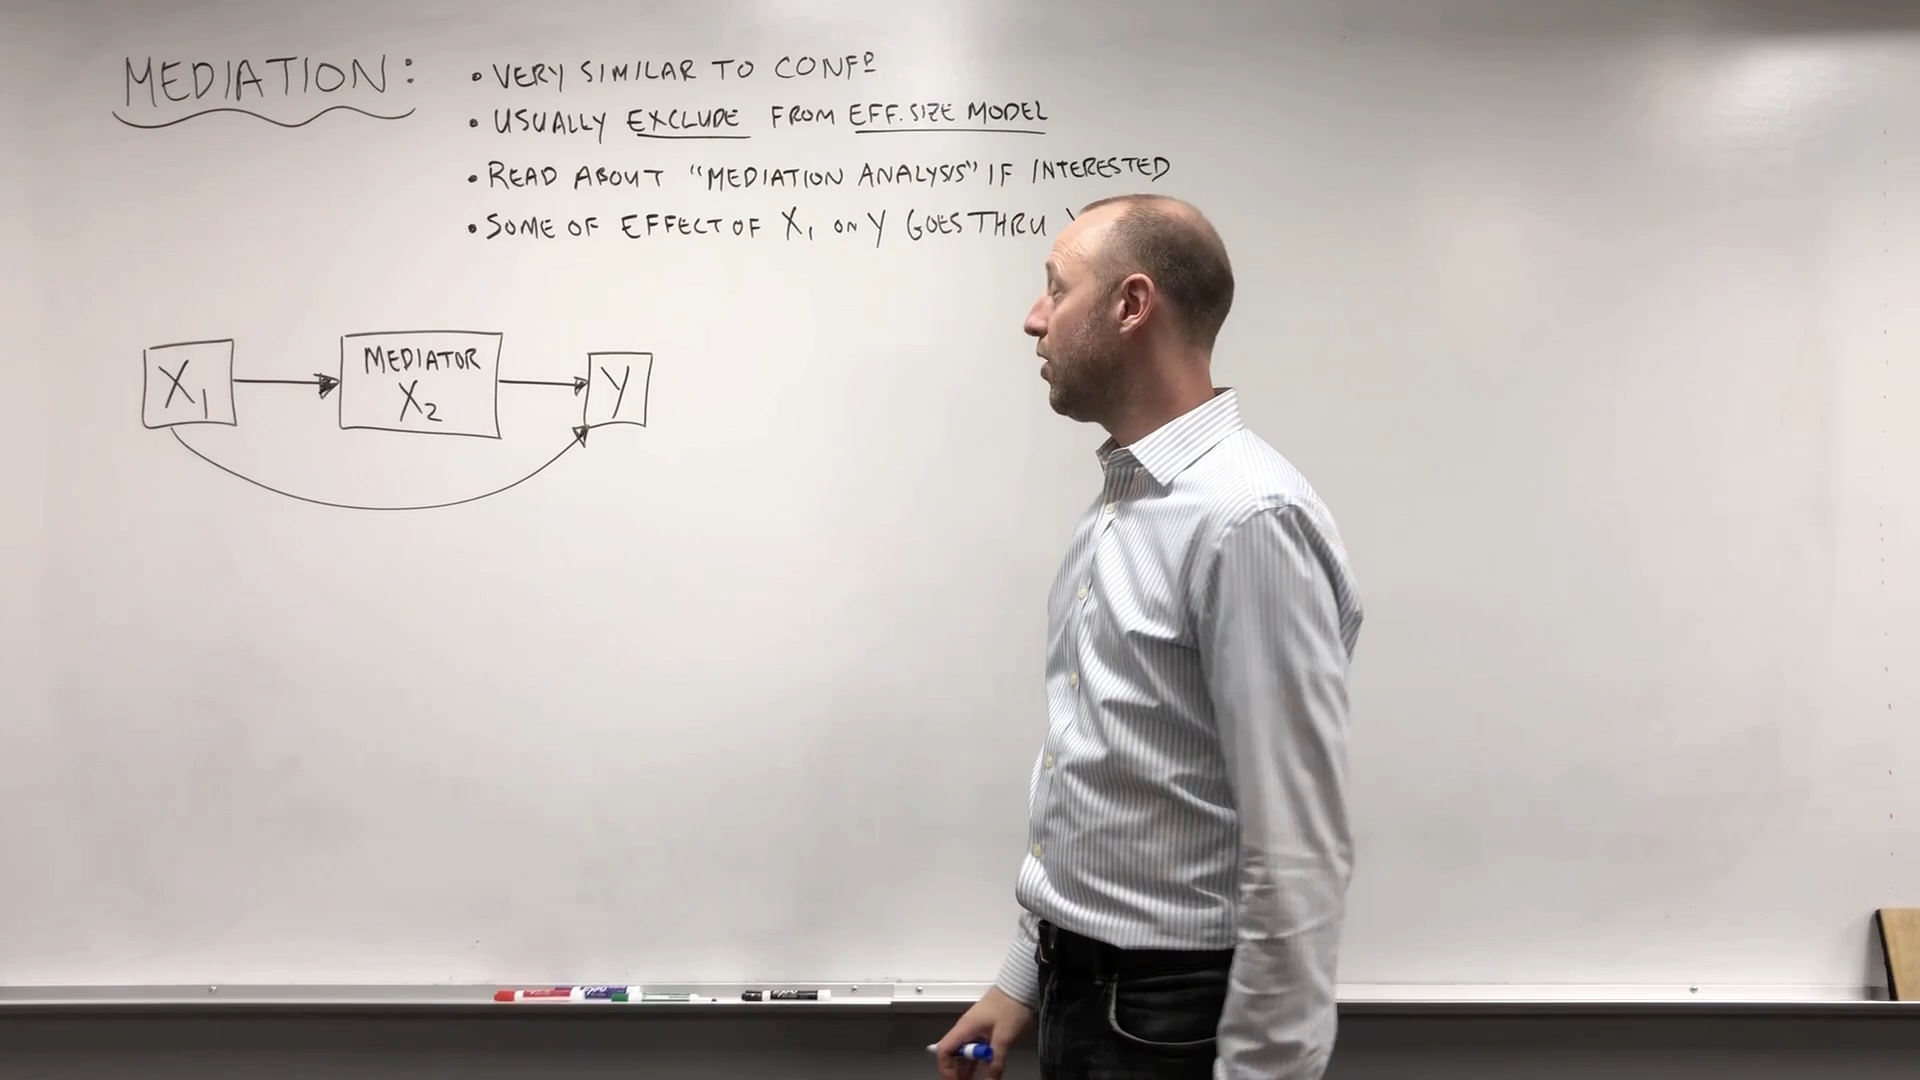 MEDIATION:
• VERY SIMILAR TO CONFD
• USUALLY EXCLUDE FROM EFF. SIZE MODEL
• READ ABOUT "MEDIATION ANALYSIS" IF INTERESTED
• SOME OF EFFECT OF X₁ ON Y GOES THRU
X₁
MEDIATOR
X₂
Y